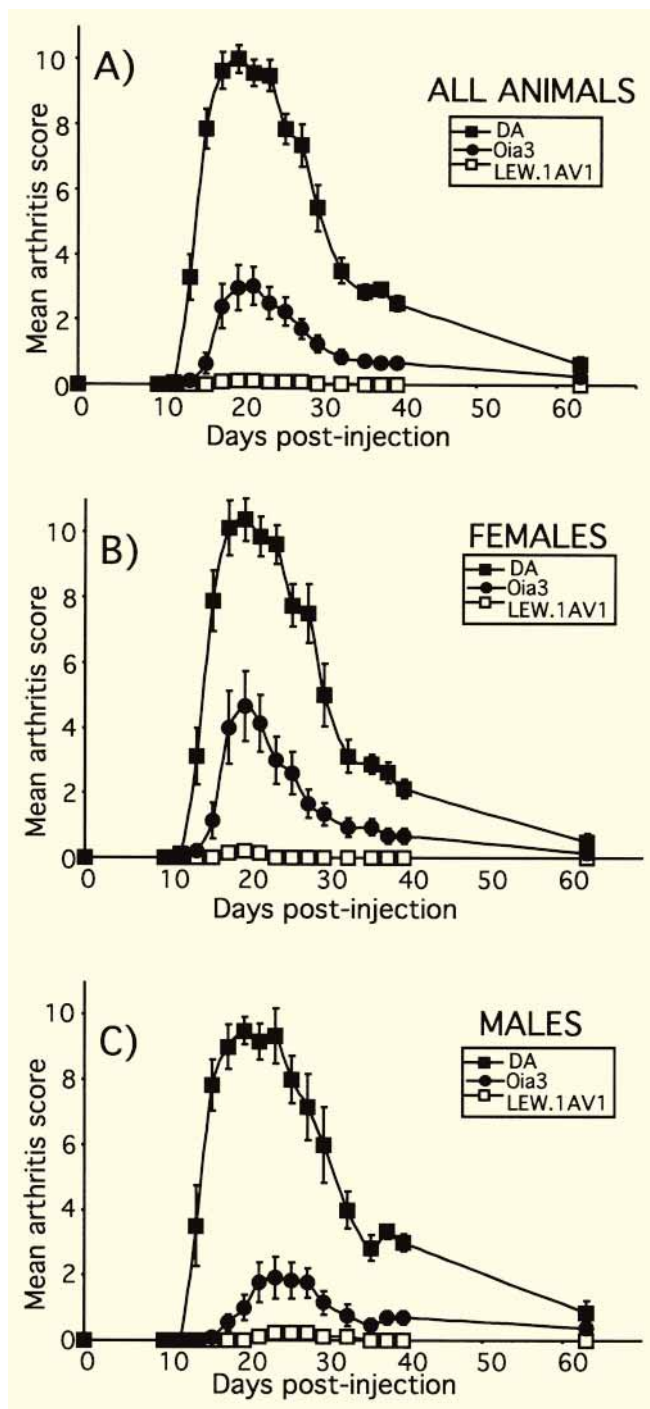 A)
ALL ANIMALS
DA
Oia3
LEW.1AV1
Mean arthritis score
10
8
6
4
2
0
0 10 20 30 40 50 60
Days post-injection
B)
FEMALES
DA
Oia3
LEW.1AV1
Mean arthritis score
10
8
6
4
2
0
0 10 20 30 40 50 60
Days post-injection
C)
MALES
DA
Oia3
LEW.1AV1
Mean arthritis score
10
8
6
4
2
0
0 10 20 30 40 50 60
Days post-injection